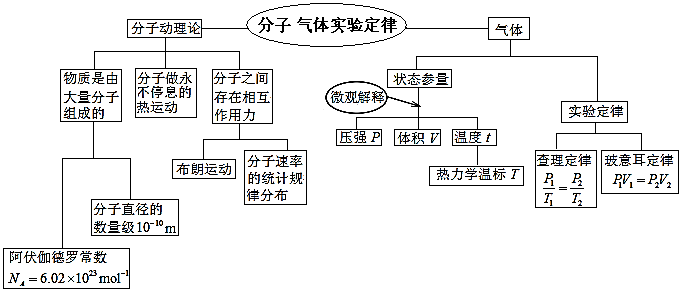 分子 气体实验定律
分子动理论
气体
物质是由
大量分子
组成的
分子做永
不停息的
热运动
分子之间
存在相互
作用力
状态参量
微观解释
实验定律
压强 P
体积 V
温度 t
布朗运动
分子速率
的统计规
律分布
热力学温标 T
查理定律
P₁/T₁ = P₂/T₂
玻意耳定律
P₁V₁ = P₂V₂
分子直径的
数量级10⁻¹⁰m
阿伏伽德罗常数
N_A = 6.02×10²³mol⁻¹